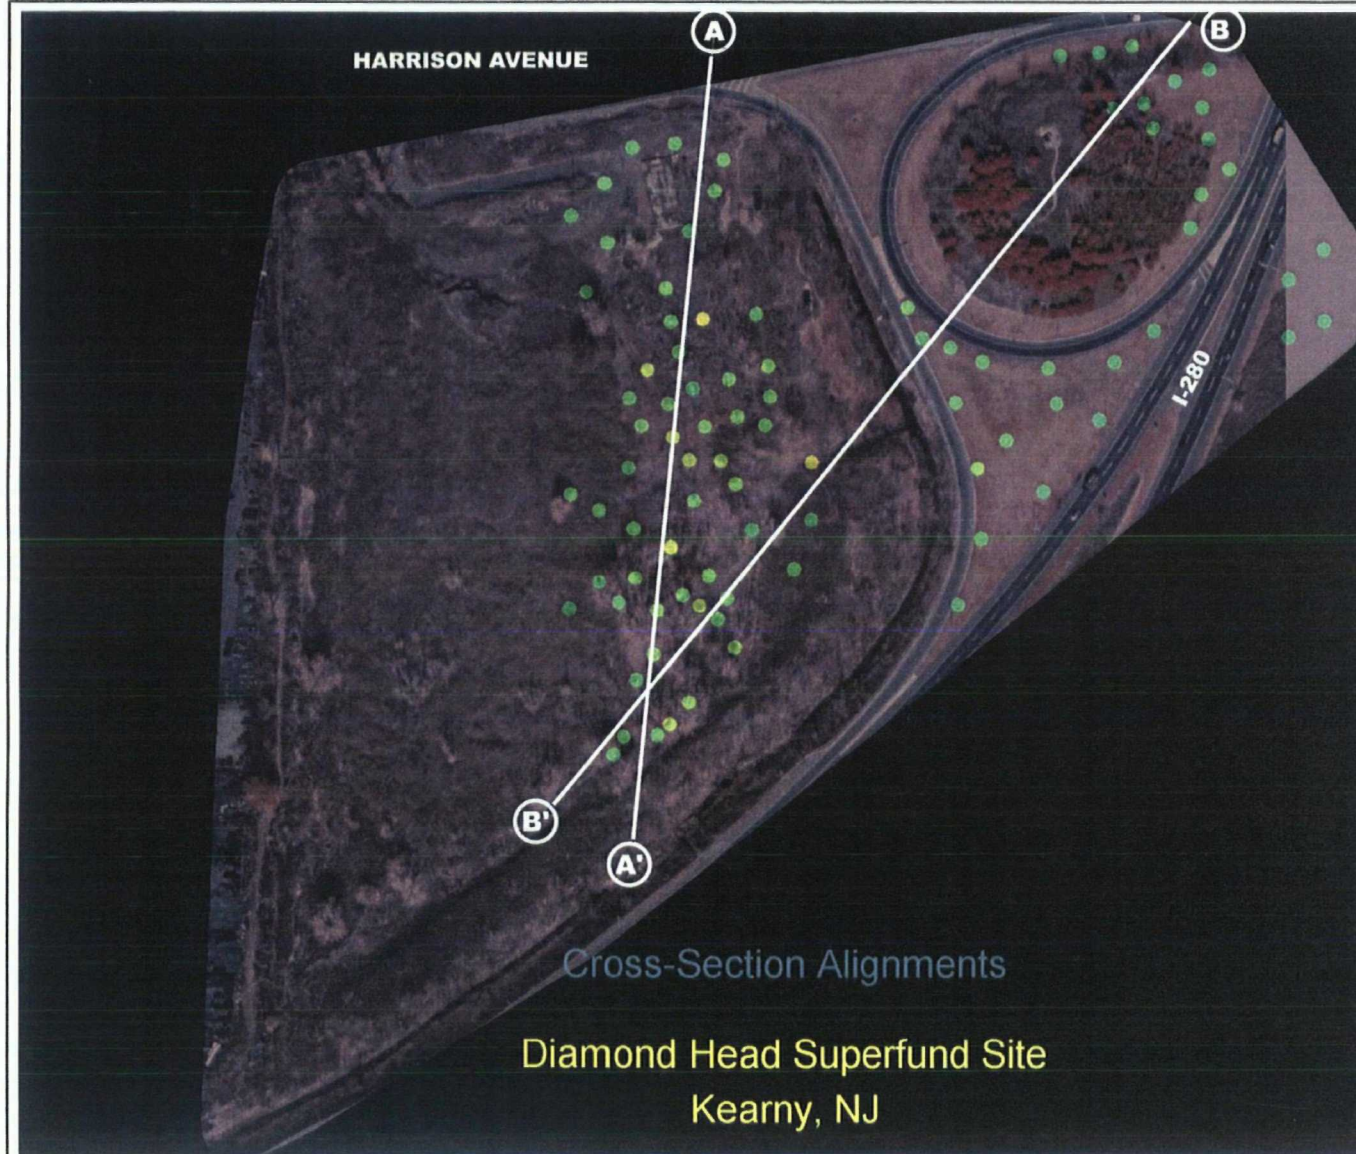 A
B
HARRISON AVENUE
I-280
B'
A'
Cross-Section Alignments
Diamond Head Superfund Site
Kearny, NJ